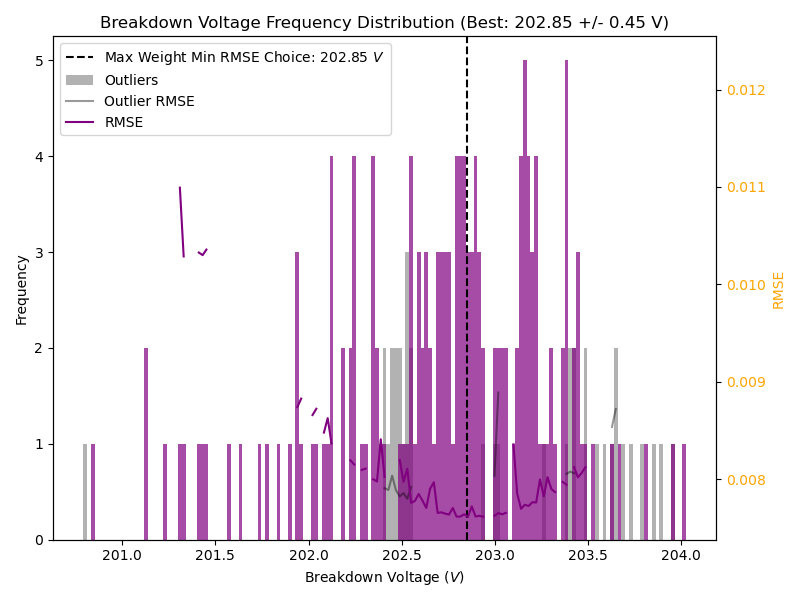 Breakdown Voltage Frequency Distribution (Best: 202.85 +/- 0.45 V)
Max Weight Min RMSE Choice: 202.85 V
Outliers
Outlier RMSE
RMSE
Frequency
5
4
3
2
1
0
0.012
0.011
0.010
0.009
0.008
RMSE
201.0
201.5
202.0
202.5
203.0
203.5
204.0
Breakdown Voltage (V)